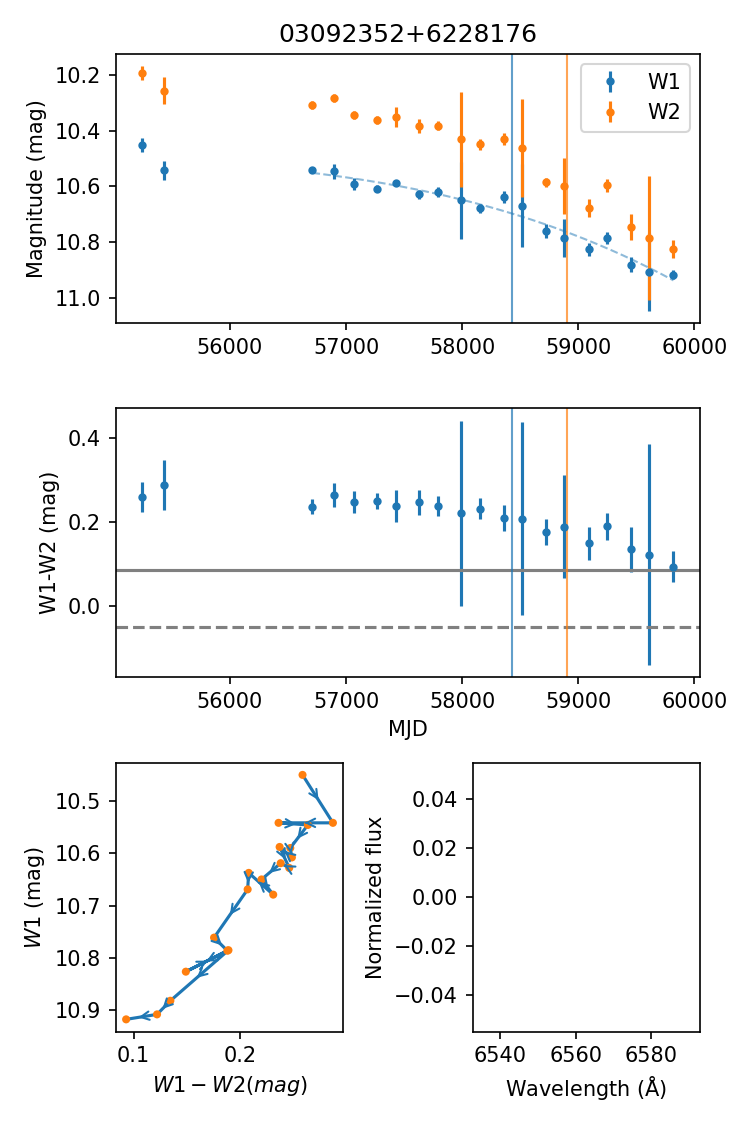 03092352+6228176
Magnitude (mag)
10.2
10.4
10.6
10.8
11.0
W1
W2
56000 57000 58000 59000 60000
W1-W2 (mag)
0.4
0.2
0.0
56000 57000 58000 59000 60000
MJD
W1 (mag)
10.5
10.6
10.7
10.8
10.9
0.1 0.2
W1 − W2(mag)
Normalized flux
0.04
0.02
0.00
−0.02
−0.04
6540 6560 6580
Wavelength (Å)